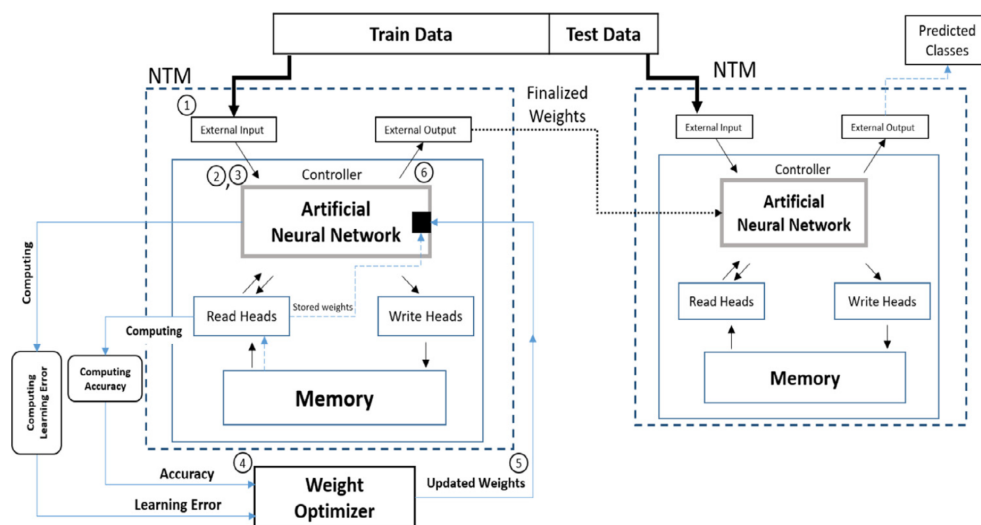 Train Data
Test Data
Predicted
Classes
NTM
NTM
1
External Input
External Output
Finalized
Weights
External Input
External Output
2,3
Controller
6
Artificial
Neural Network
Controller
Artificial
Neural Network
Computing
Stored weights
Read Heads
Write Heads
Read Heads
Write Heads
Computing
Computing
Accuracy
Computing
Learning Error
Memory
Memory
4
5
Accuracy
Learning Error
Weight
Optimizer
Updated Weights